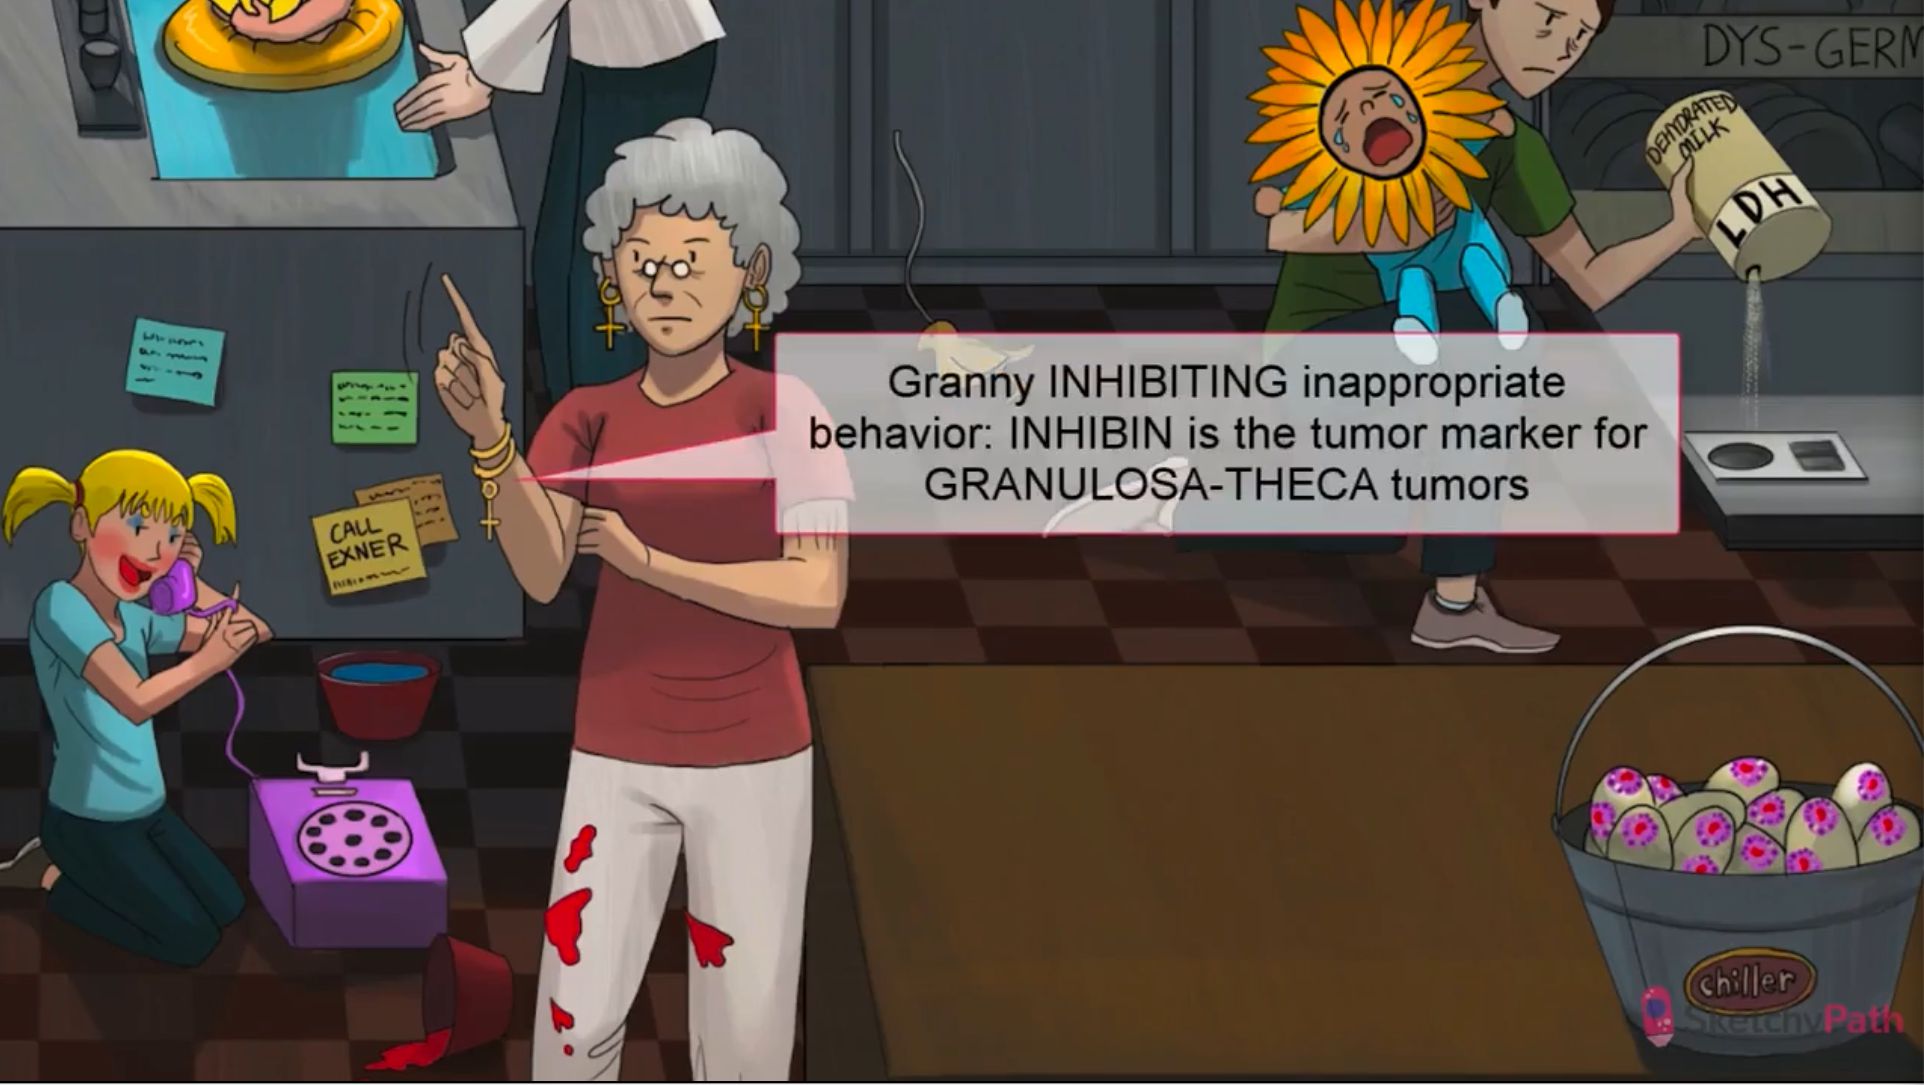 DYS-GERM
DEHYDRATED
MILK
LDH
Granny INHIBITING inappropriate
behavior: INHIBIN is the tumor marker for
GRANULOSA-THECA tumors
CALL
EXNER
chiller
SketchyPath